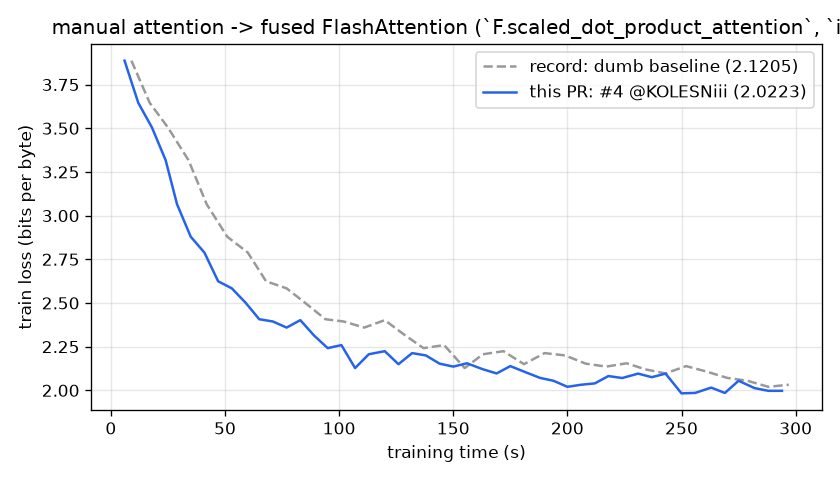 manual attention -> fused FlashAttention (`F.scaled_dot_product_attention`, `i
record: dumb baseline (2.1205)
this PR: #4 @KOLESNiii (2.0223)
train loss (bits per byte)
3.75
3.50
3.25
3.00
2.75
2.50
2.25
2.00
0 50 100 150 200 250 300
training time (s)